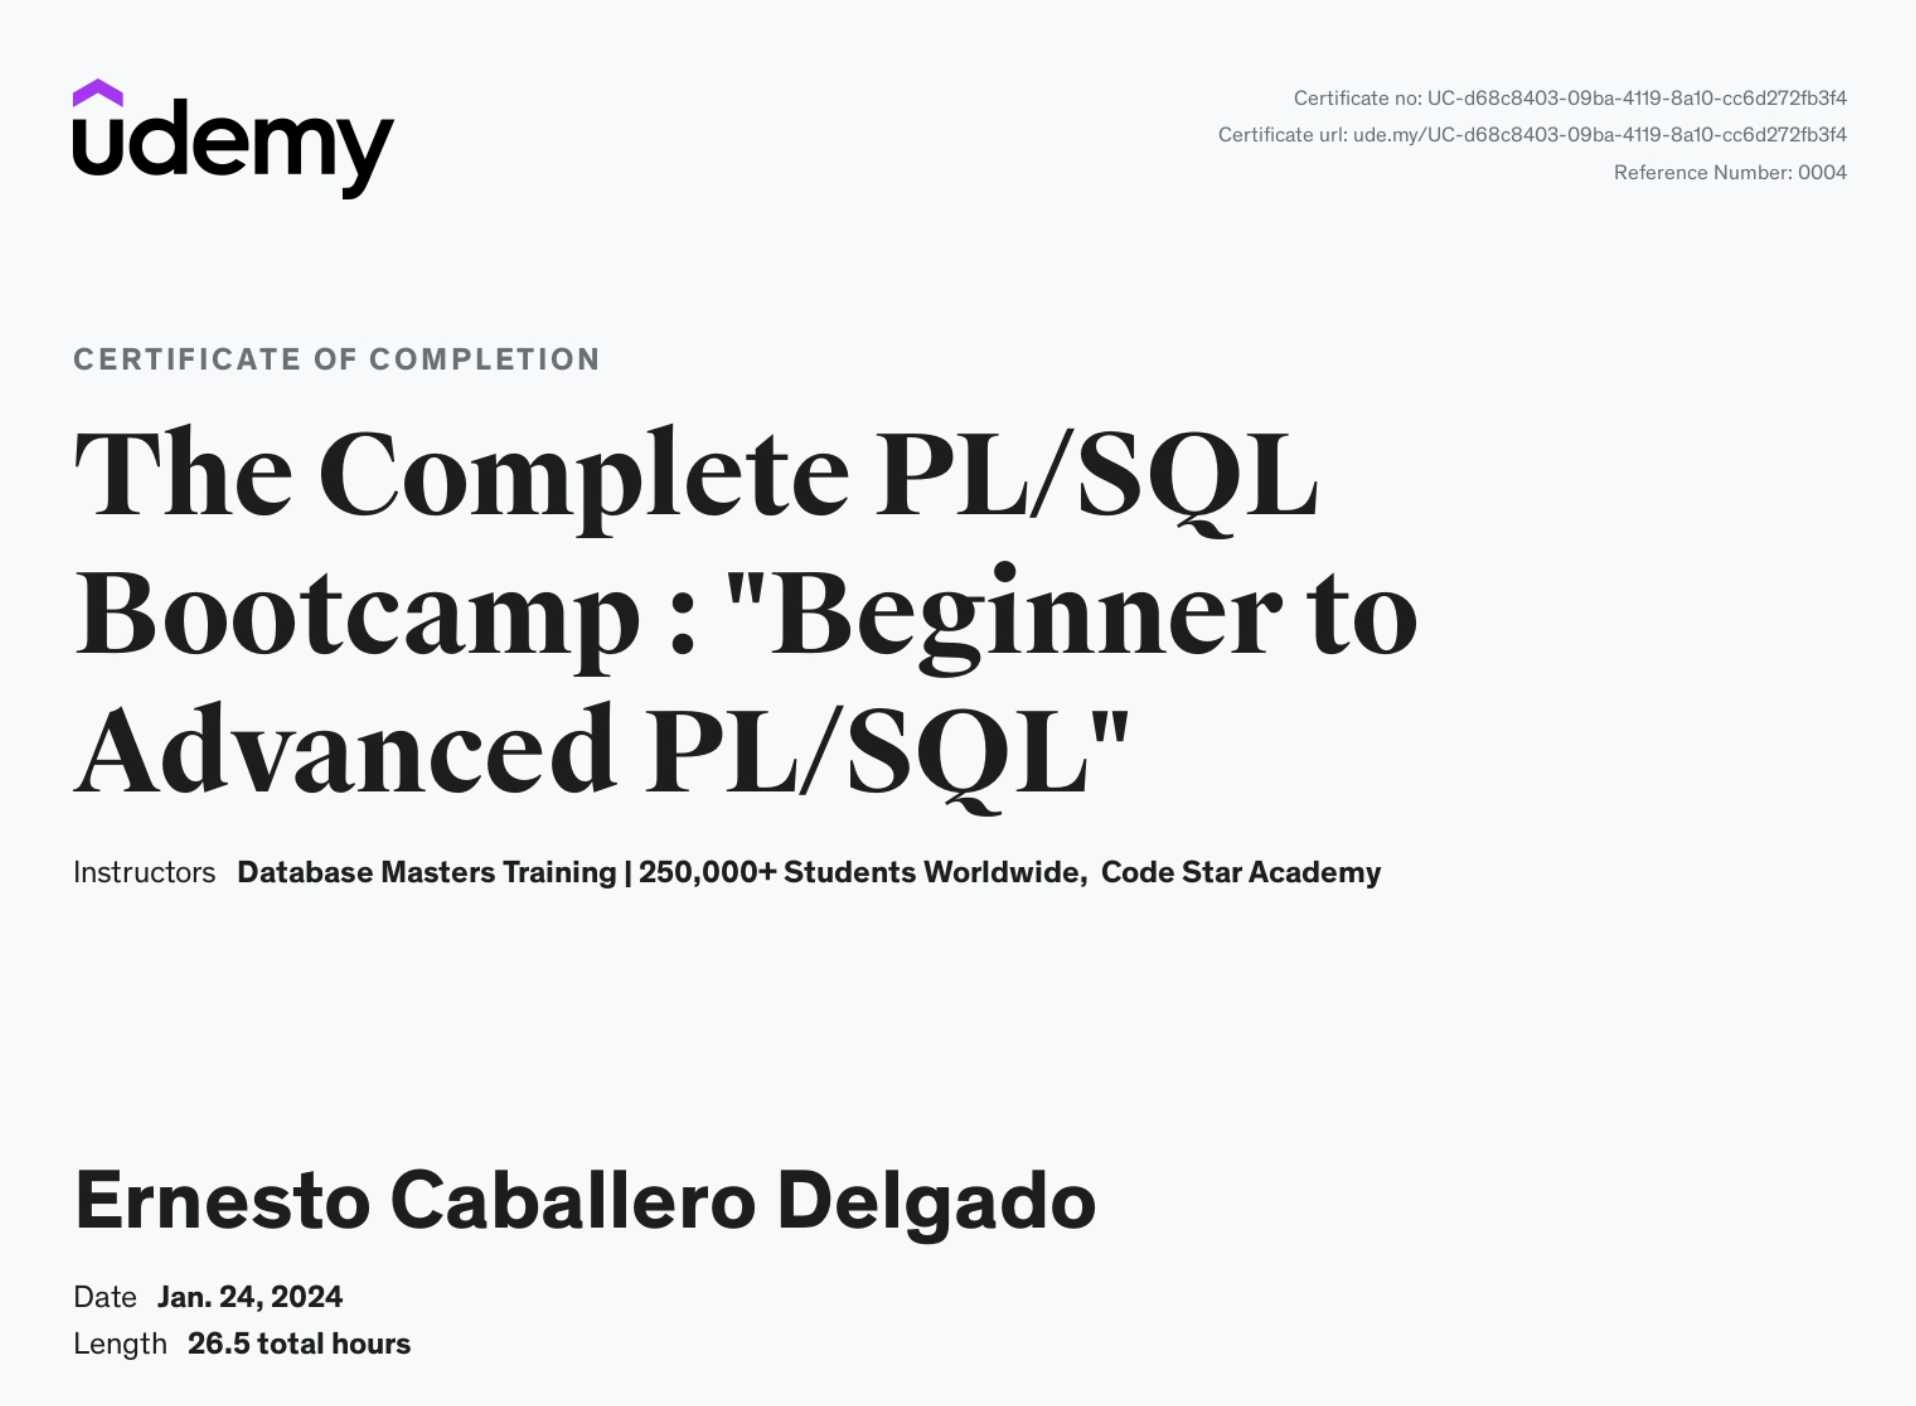 udemy
Certificate no: UC-d68c8403-09ba-4119-8a10-cc6d272fb3f4
Certificate url: ude.my/UC-d68c8403-09ba-4119-8a10-cc6d272fb3f4
Reference Number: 0004
CERTIFICATE OF COMPLETION
The Complete PL/SQL
Bootcamp : "Beginner to
Advanced PL/SQL"
Instructors Database Masters Training | 250,000+ Students Worldwide, Code Star Academy
Ernesto Caballero Delgado
Date Jan. 24, 2024
Length 26.5 total hours